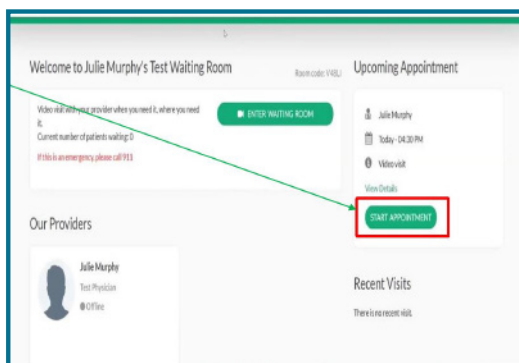 Welcome to Julie Murphy's Test Waiting Room
Room code: V4BLJ
Video visit with your provider when you need it, where you need
it.
Current number of patients waiting: 0
If this is an emergency, please call 911
ENTER WAITING ROOM
Our Providers
Julie Murphy
Test Physician
Offline
Upcoming Appointment
Julie Murphy
Today - 04:30 PM
Video visit
View Details
START APPOINTMENT
Recent Visits
There is no recent visit.